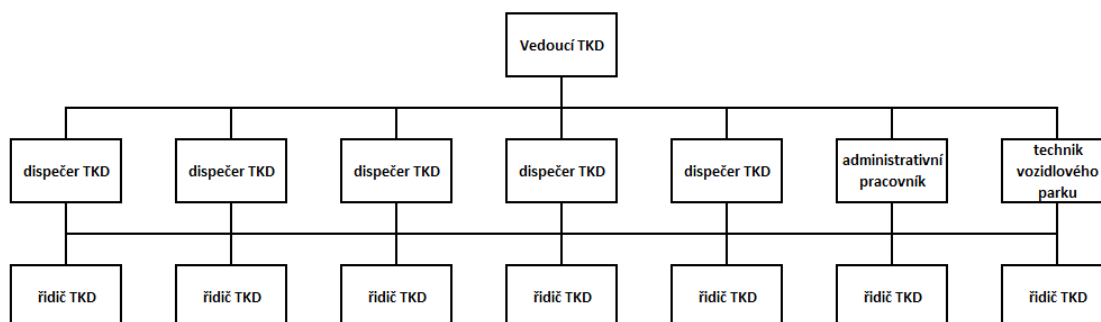 Vedoucí TKD
dispečer TKD
dispečer TKD
dispečer TKD
dispečer TKD
dispečer TKD
administrativní
pracovník
technik
vozidlového
parku
řidič TKD
řidič TKD
řidič TKD
řidič TKD
řidič TKD
řidič TKD
řidič TKD